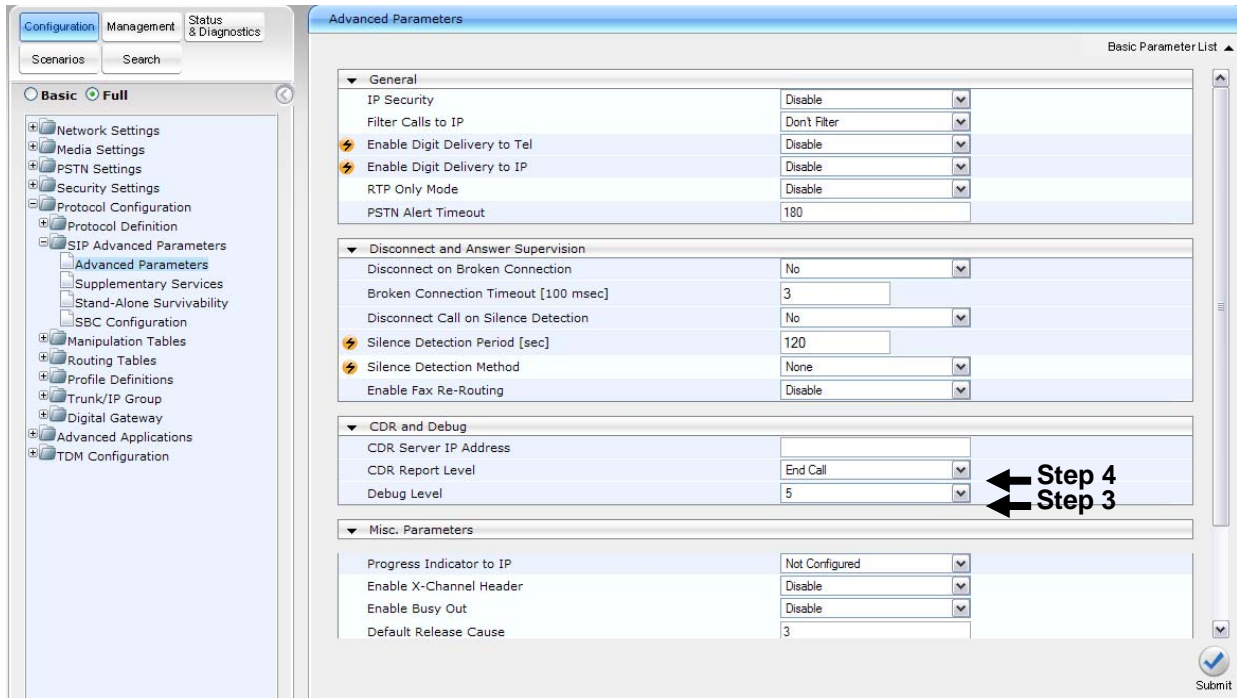 Configuration
Management
Status
& Diagnostics
Scenarios
Search
Basic Full
Network Settings
Media Settings
PSTN Settings
Security Settings
Protocol Configuration
Protocol Definition
SIP Advanced Parameters
Advanced Parameters
Supplementary Services
Stand-Alone Survivability
SBC Configuration
Manipulation Tables
Routing Tables
Profile Definitions
Trunk/IP Group
Digital Gateway
Advanced Applications
TDM Configuration
Advanced Parameters
Basic Parameter List
General
IP Security Disable
Filter Calls to IP Don't Filter
Enable Digit Delivery to Tel Disable
Enable Digit Delivery to IP Disable
RTP Only Mode Disable
PSTN Alert Timeout 180
Disconnect and Answer Supervision
Disconnect on Broken Connection No
Broken Connection Timeout [100 msec] 3
Disconnect Call on Silence Detection No
Silence Detection Period [sec] 120
Silence Detection Method None
Enable Fax Re-Routing Disable
CDR and Debug
CDR Server IP Address
CDR Report Level End Call Step 4
Debug Level 5 Step 3
Misc. Parameters
Progress Indicator to IP Not Configured
Enable X-Channel Header Disable
Enable Busy Out Disable
Default Release Cause 3
Submit